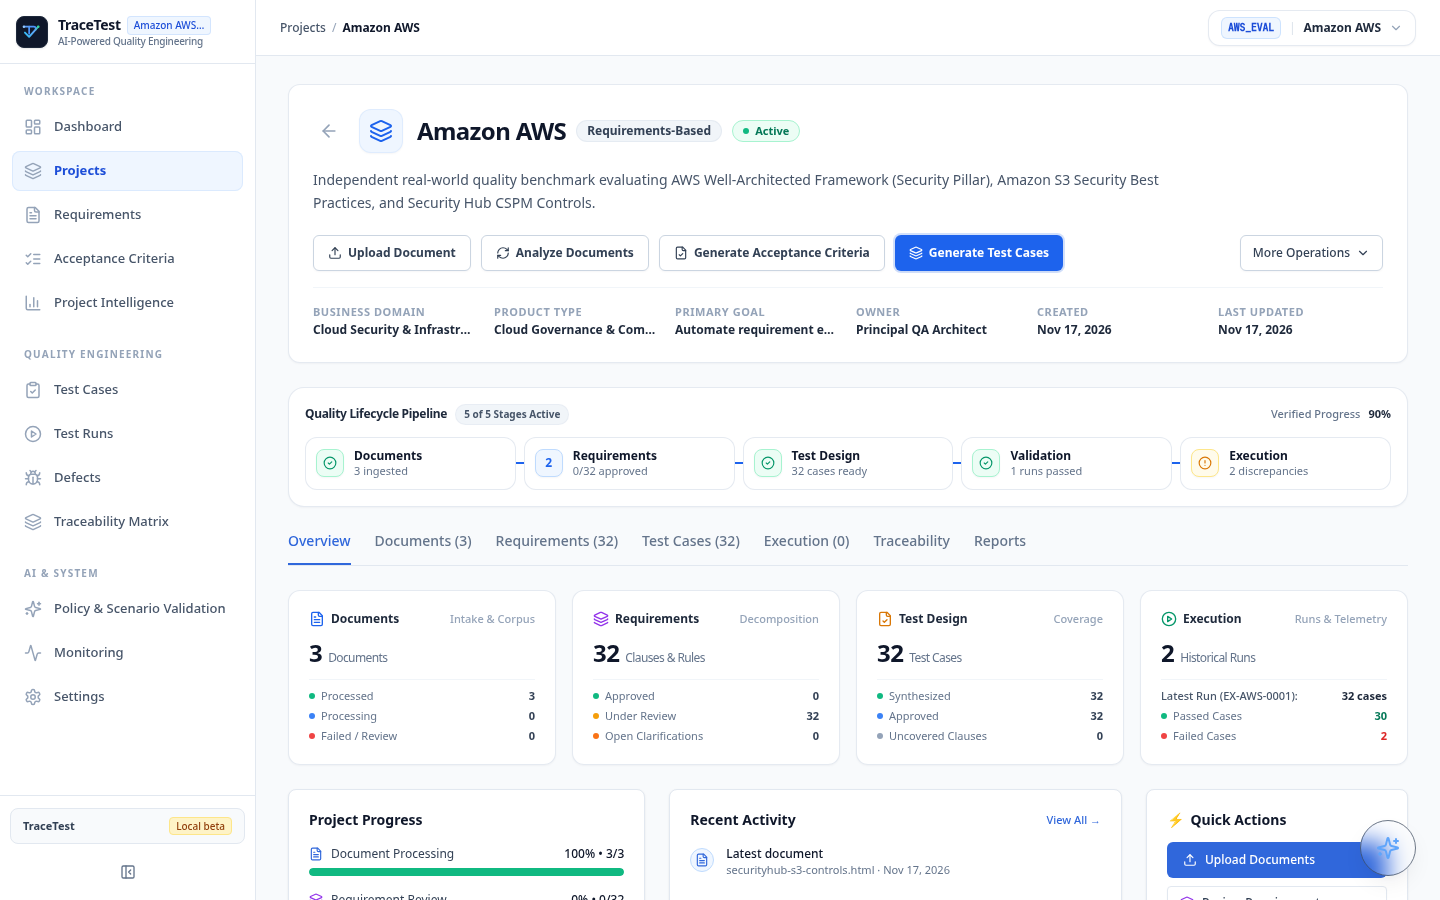 TraceTest
Amazon AWS...
AI-Powered Quality Engineering
WORKSPACE
Dashboard
Projects
Requirements
Acceptance Criteria
Project Intelligence
QUALITY ENGINEERING
Test Cases
Test Runs
Defects
Traceability Matrix
AI & SYSTEM
Policy & Scenario Validation
Monitoring
Settings
TraceTest
Local beta
Projects / Amazon AWS
AWS_EVAL
Amazon AWS
Amazon AWS
Requirements-Based
Active
Independent real-world quality benchmark evaluating AWS Well-Architected Framework (Security Pillar), Amazon S3 Security Best
Practices, and Security Hub CSPM Controls.
Upload Document
Analyze Documents
Generate Acceptance Criteria
Generate Test Cases
More Operations
BUSINESS DOMAIN
Cloud Security & Infrastr...
PRODUCT TYPE
Cloud Governance & Com...
PRIMARY GOAL
Automate requirement e...
OWNER
Principal QA Architect
CREATED
Nov 17, 2026
LAST UPDATED
Nov 17, 2026
Quality Lifecycle Pipeline
5 of 5 Stages Active
Verified Progress 90%
Documents
3 ingested
2
Requirements
0/32 approved
Test Design
32 cases ready
Validation
1 runs passed
Execution
2 discrepancies
Overview
Documents (3)
Requirements (32)
Test Cases (32)
Execution (0)
Traceability
Reports
Documents
Intake & Corpus
3 Documents
Processed 3
Processing 0
Failed / Review 0
Requirements
Decomposition
32 Clauses & Rules
Approved 0
Under Review 32
Open Clarifications 0
Test Design
Coverage
32 Test Cases
Synthesized 32
Approved 32
Uncovered Clauses 0
Execution
Runs & Telemetry
2 Historical Runs
Latest Run (EX-AWS-0001): 32 cases
Passed Cases 30
Failed Cases 2
Project Progress
Document Processing 100% • 3/3
Requirement Review 0% • 0/32
Recent Activity
View All →
Latest document
securityhub-s3-controls.html · Nov 17, 2026
Quick Actions
Upload Documents